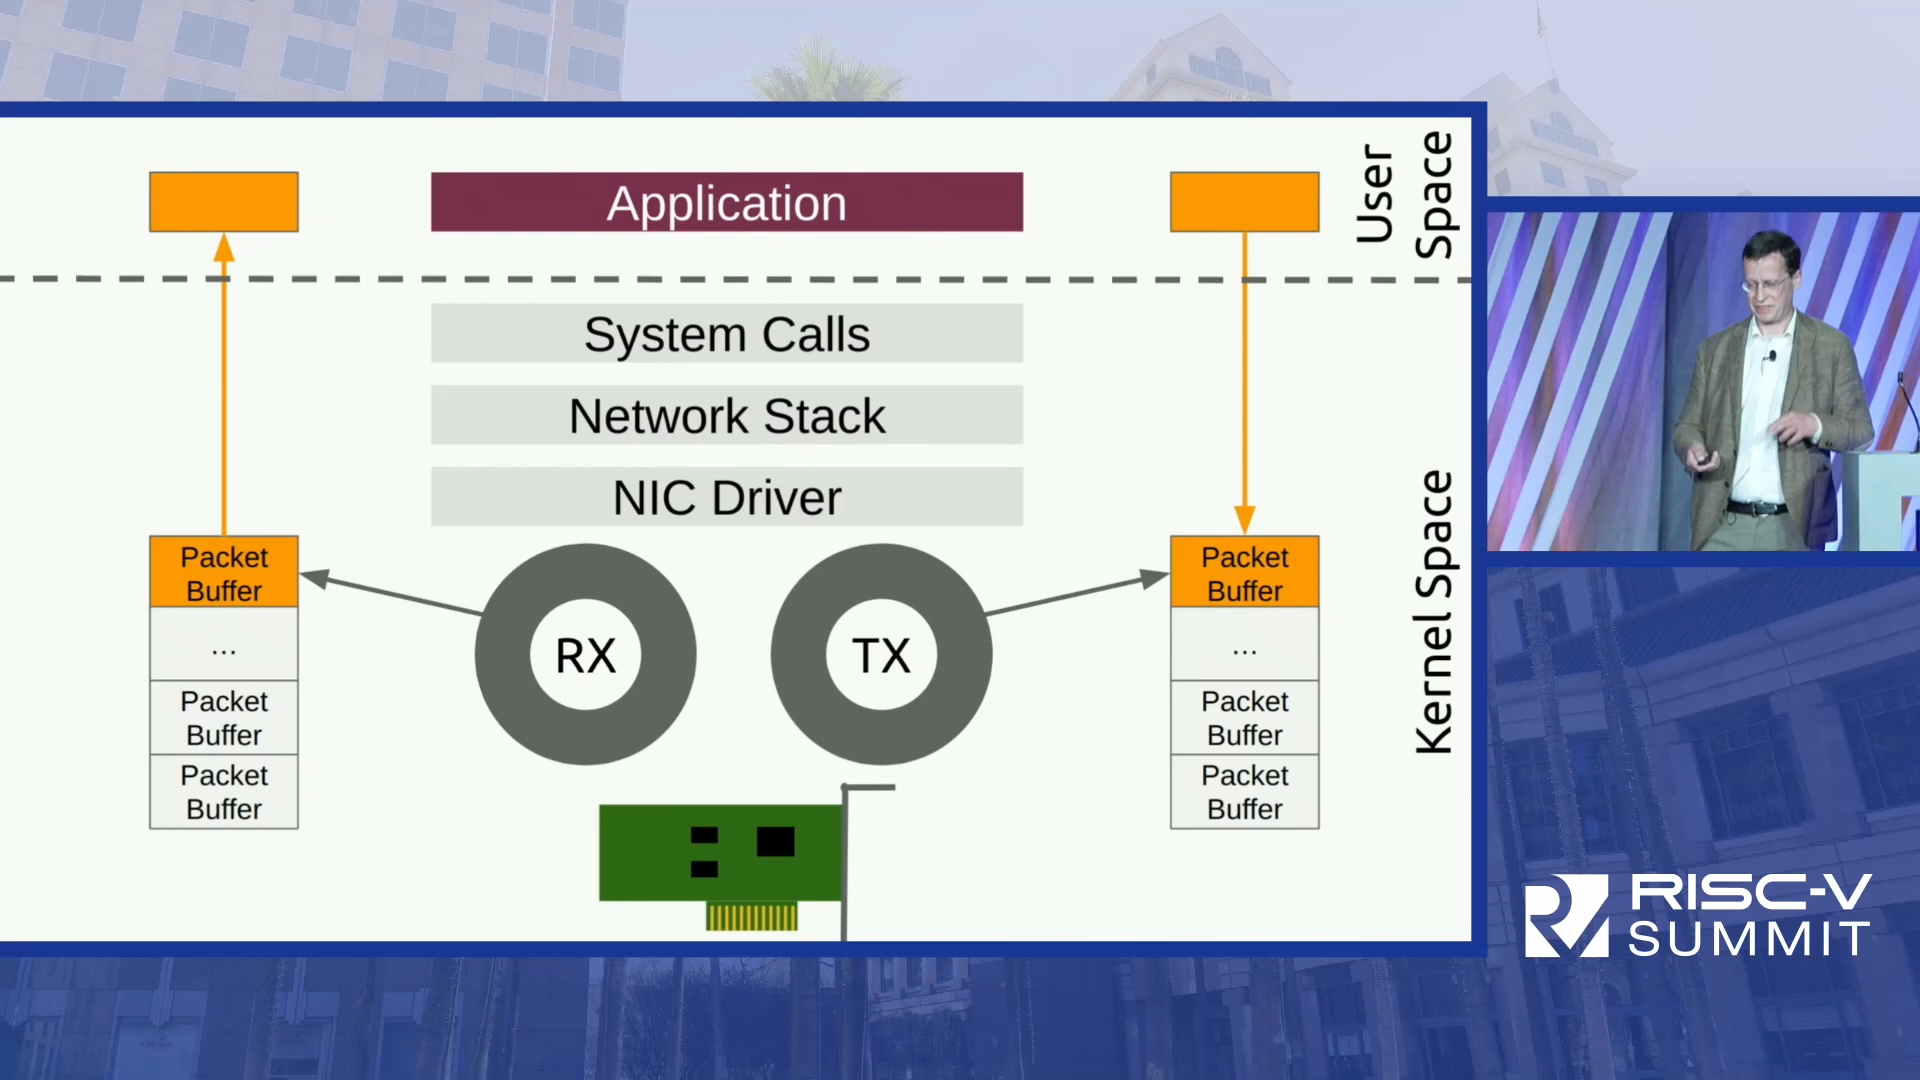 Application
User
Space
System Calls
Network Stack
NIC Driver
Packet
Buffer
...
Packet
Buffer
Packet
Buffer
RX
TX
Packet
Buffer
...
Packet
Buffer
Packet
Buffer
Kernel Space
RISC-V
SUMMIT